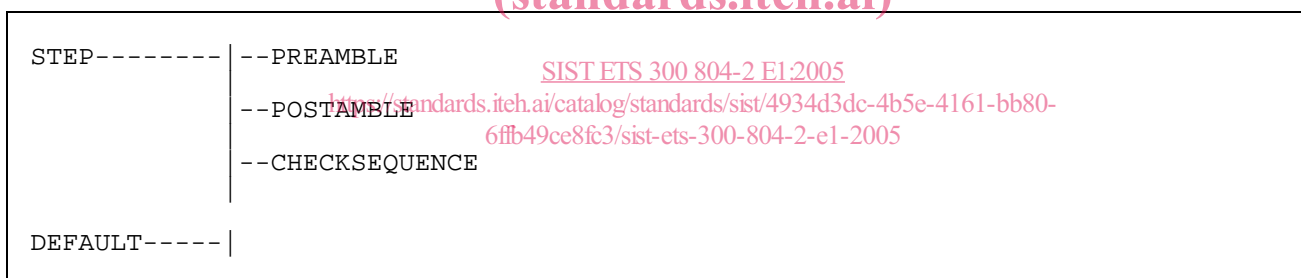 (standards.iteh.ai)
STEP--------|--PREAMBLE
SIST ETS 300 804-2 E1:2005
|--POSTAMBLE
https://standards.iteh.ai/catalog/standards/sist/4934d3dc-4b5e-4161-bb80-
6ffb49ce8fc3/sist-ets-300-804-2-e1-2005
|--CHECKSEQUENCE
|
DEFAULT-----|